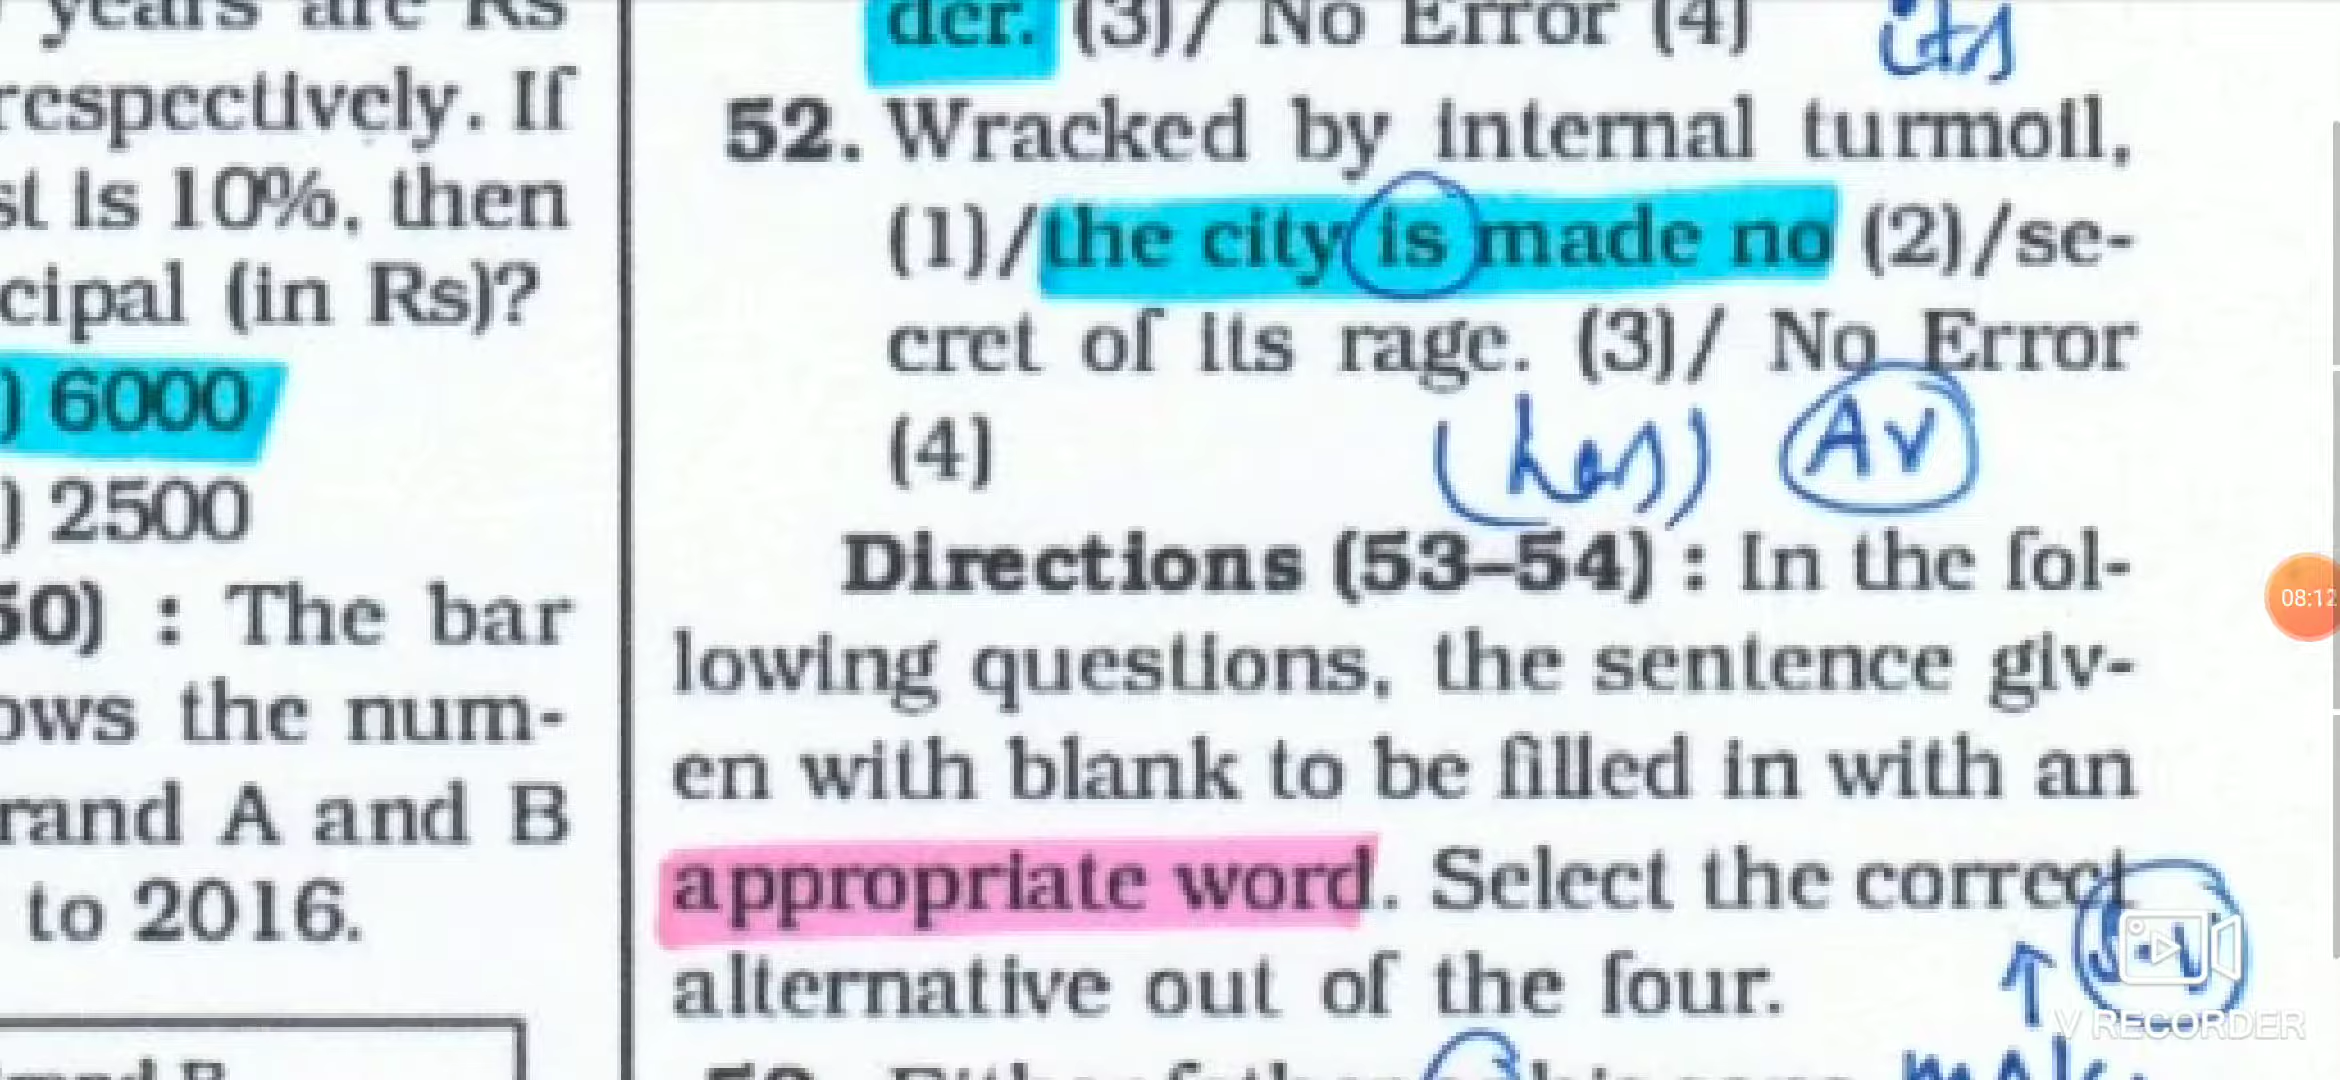 years are Rs
respectively. If
st is 10%, then
cipal (in Rs)?
) 6000
) 2500
50) : The bar
ows the num-
rand A and B
to 2016.
der. (3)/ No Error (4)
its
52. Wracked by internal turmoil,
(1)/the city is made no (2)/se-
cret of its rage. (3)/ No Error
(4)
(has) AV
Directions (53–54) : In the fol-
lowing questions, the sentence giv-
en with blank to be filled in with an
appropriate word. Select the correct
alternative out of the four.
08:12
V RECORDER